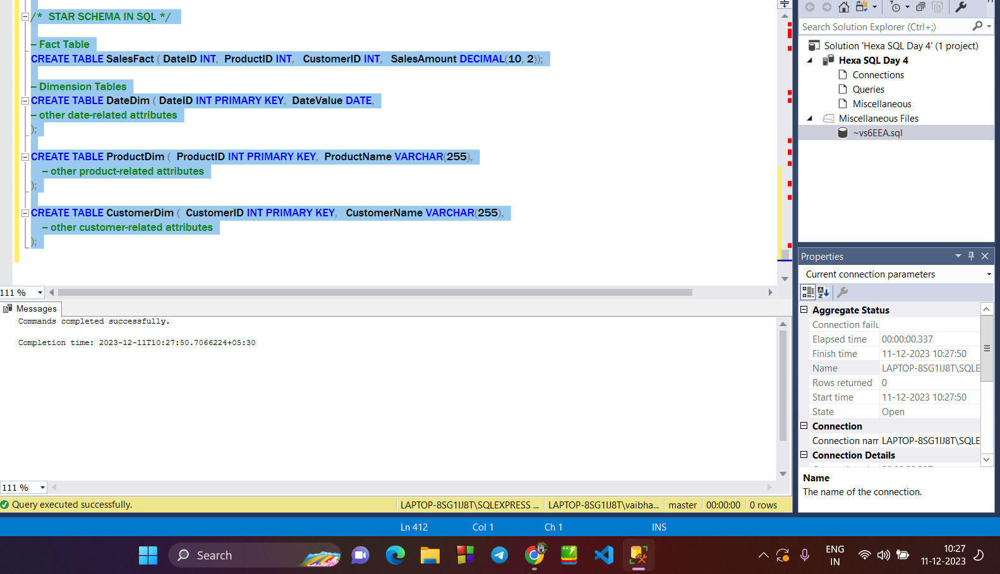 /*  STAR SCHEMA IN SQL */
– Fact Table
CREATE TABLE SalesFact ( DateID INT,  ProductID INT,   CustomerID INT,   SalesAmount DECIMAL(10, 2));
– Dimension Tables
CREATE TABLE DateDim ( DateID INT PRIMARY KEY,  DateValue DATE,
– other date-related attributes
);
CREATE TABLE ProductDim (  ProductID INT PRIMARY KEY,  ProductName VARCHAR(255),
– other product-related attributes
);
CREATE TABLE CustomerDim (  CustomerID INT PRIMARY KEY,   CustomerName VARCHAR(255),
– other customer-related attributes
);
111 %
Messages
Commands completed successfully.
Completion time: 2023-12-11T10:27:50.7066224+05:30
111 %
Query executed successfully.
LAPTOP-8SG1IJ8T\SQLEXPRESS ...
LAPTOP-8SG1IJ8T\vaibha...
master
00:00:00
0 rows
Search Solution Explorer (Ctrl+;)
Solution 'Hexa SQL Day 4' (1 project)
Hexa SQL Day 4
Connections
Queries
Miscellaneous
Miscellaneous Files
~vs6EEA.sql
Properties
Current connection parameters
Aggregate Status
Connection failu
Elapsed time 00:00:00.337
Finish time 11-12-2023 10:27:50
Name LAPTOP-8SG1IJ8T\SQLE
Rows returned 0
Start time 11-12-2023 10:27:50
State Open
Connection
Connection nam LAPTOP-8SG1IJ8T\SQLE
Connection Details
Name
The name of the connection.
Ln 412
Col 1
Ch 1
INS
Search
ENG
IN
10:27
11-12-2023